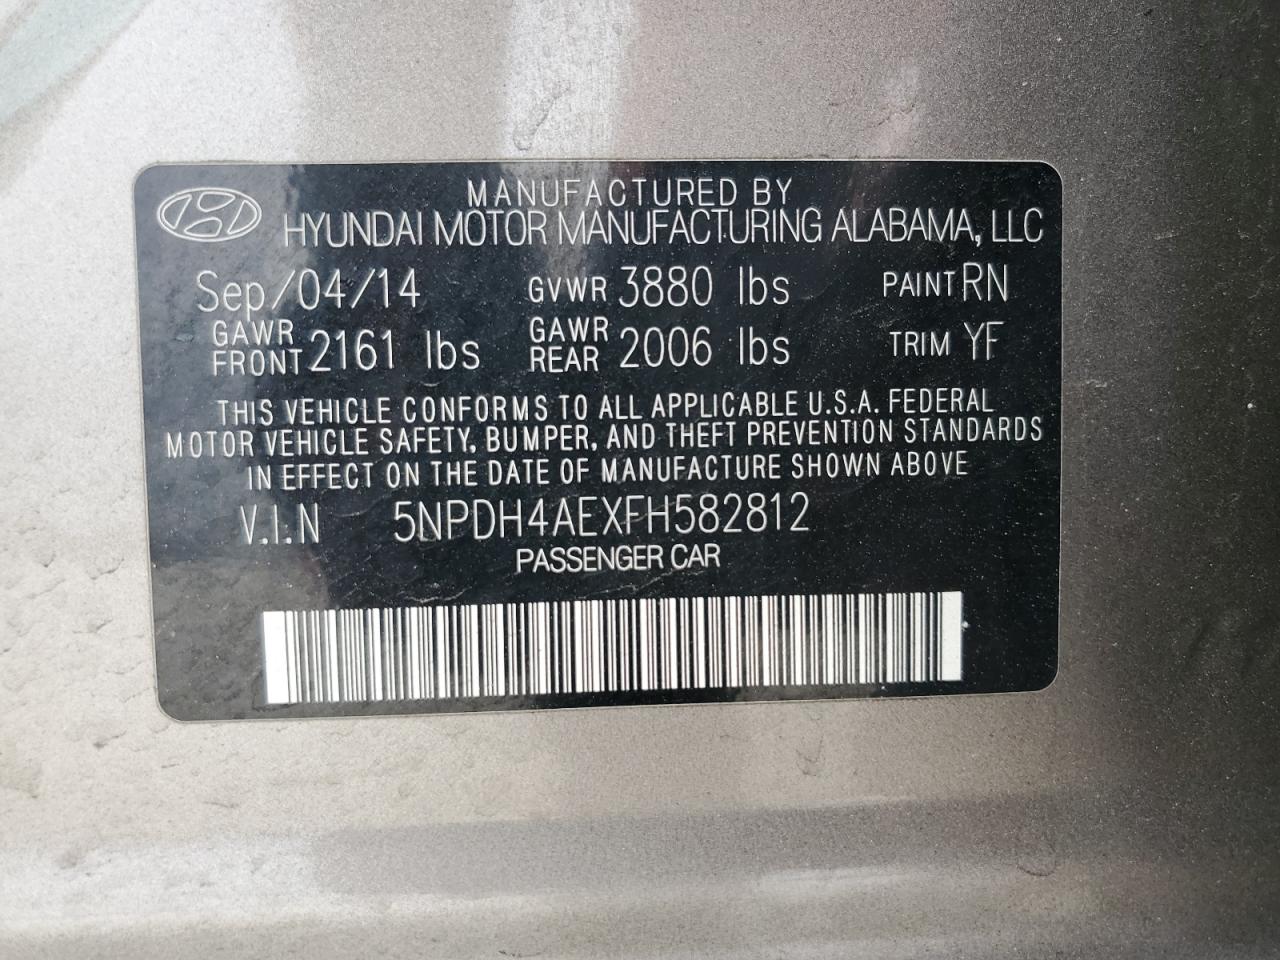 MANUFACTURED BY
HYUNDAI MOTOR MANUFACTURING ALABAMA, LLC
Sep/04/14 GVWR 3880 lbs PAINT RN
GAWR FRONT 2161 lbs GAWR REAR 2006 lbs TRIM YF
THIS VEHICLE CONFORMS TO ALL APPLICABLE U.S.A. FEDERAL
MOTOR VEHICLE SAFETY, BUMPER, AND THEFT PREVENTION STANDARDS
IN EFFECT ON THE DATE OF MANUFACTURE SHOWN ABOVE
V.I.N 5NPDH4AEXFH582812
PASSENGER CAR